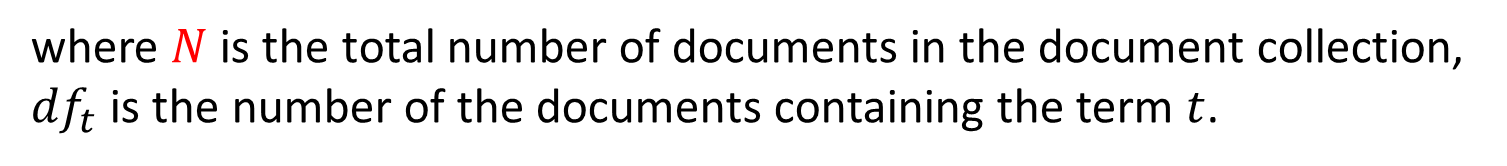 where N is the total number of documents in the document collection,
df_t is the number of the documents containing the term t.